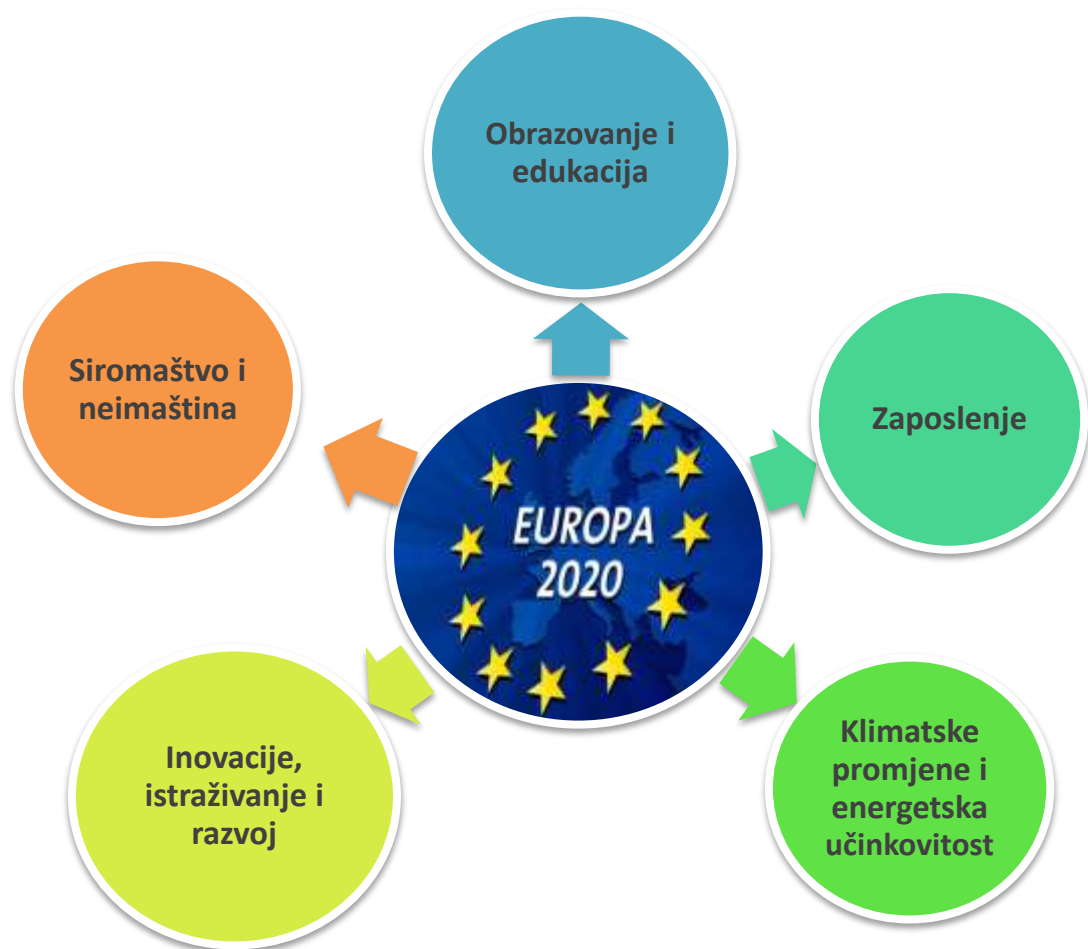 Obrazovanje i
edukacija
Siromaštvo i
neimaština
Zaposlenje
EUROPA
2020
Inovacije,
istraživanje i
razvoj
Klimatske
promjene i
energetska
učinkovitost